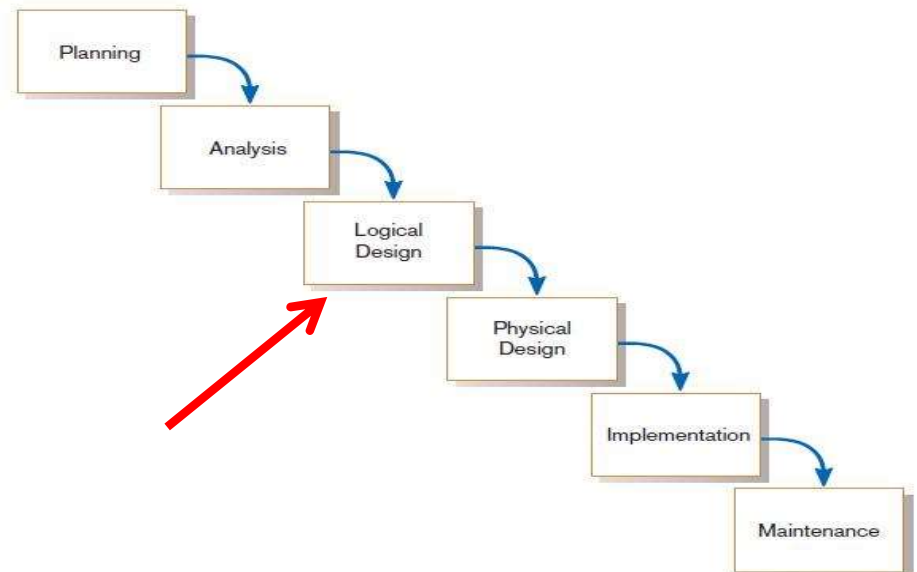 Planning
Analysis
Logical
Design
Physical
Design
Implementation
Maintenance